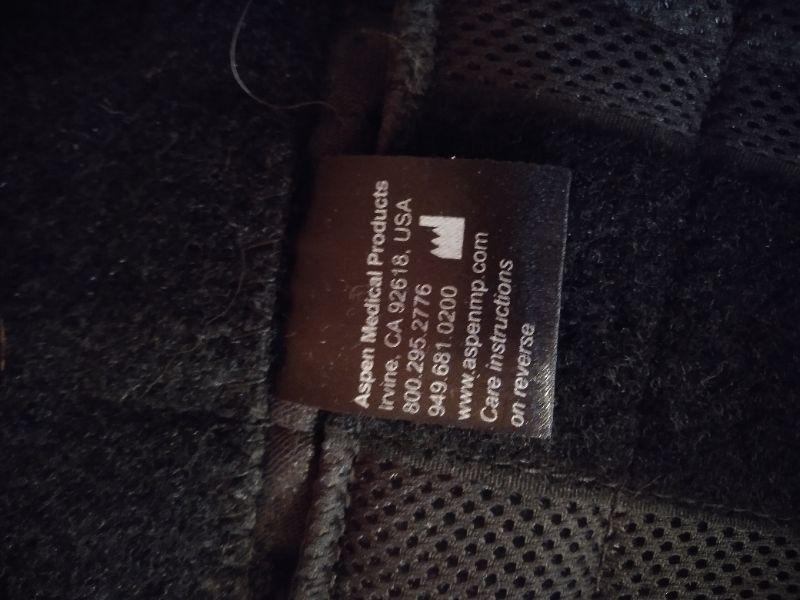 Aspen Medical Products
Irvine, CA 92618, USA
800.295.2776
949.681.0200
www.aspenmp.com
Care instructions
on reverse